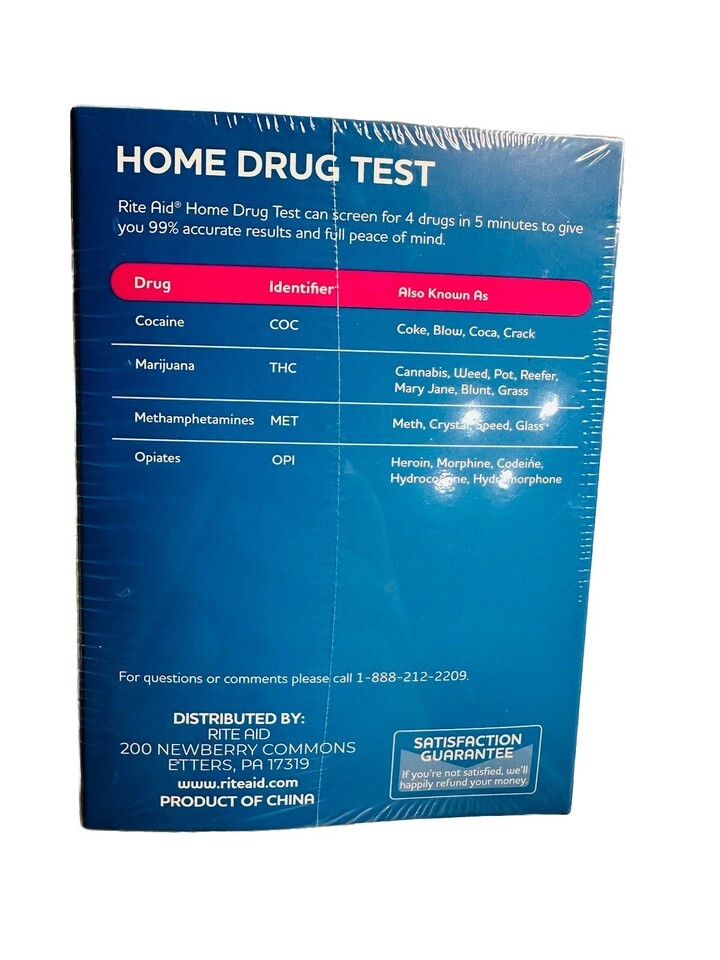 HOME DRUG TEST
Rite Aid® Home Drug Test can screen for 4 drugs in 5 minutes to give
you 99% accurate results and full peace of mind.
Drug Identifier Also Known As
Cocaine COC Coke, Blow, Coca, Crack
Marijuana THC Cannabis, Weed, Pot, Reefer,
Mary Jane, Blunt, Grass
Methamphetamines MET Meth, Crystal, Speed, Glass
Opiates OPI Heroin, Morphine, Codeine,
Hydrocodone, Hydromorphone
For questions or comments please call 1-888-212-2209.
DISTRIBUTED BY:
RITE AID
200 NEWBERRY COMMONS
ETTERS, PA 17319
www.riteaid.com
PRODUCT OF CHINA
SATISFACTION
GUARANTEE
If you're not satisfied, we'll
happily refund your money.